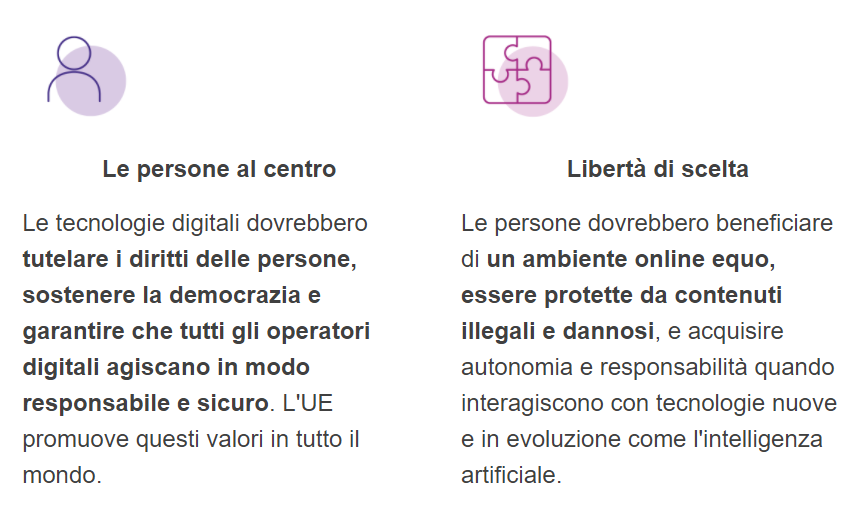 Le persone al centro
Le tecnologie digitali dovrebbero
tutelare i diritti delle persone,
sostenere la democrazia e
garantire che tutti gli operatori
digitali agiscano in modo
responsabile e sicuro. L'UE
promuove questi valori in tutto il
mondo.
Libertà di scelta
Le persone dovrebbero beneficiare
di un ambiente online equo,
essere protette da contenuti
illegali e dannosi, e acquisire
autonomia e responsabilità quando
interagiscono con tecnologie nuove
e in evoluzione come l'intelligenza
artificiale.